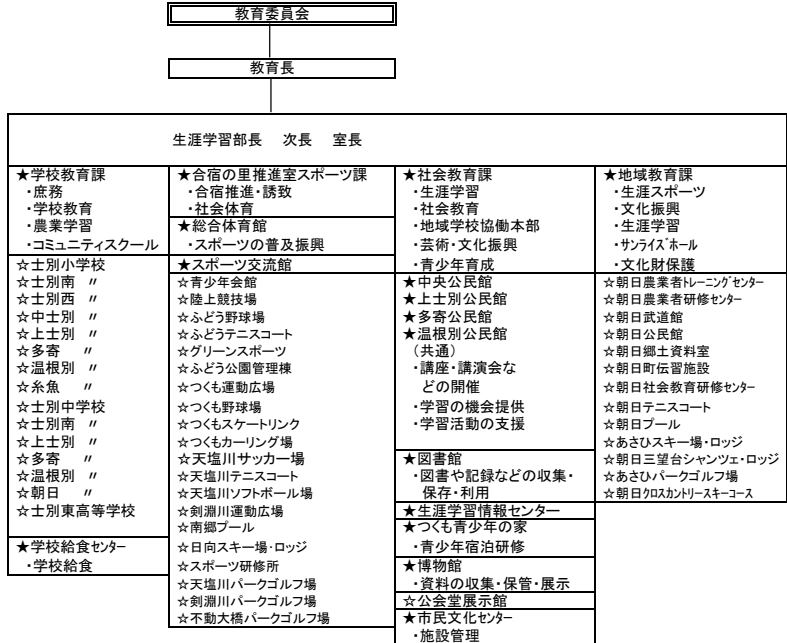 教育委員会
教育長
生涯学習部長 次長 室長
★学校教育課
・庶務
・学校教育
・農業学習
・コミュニティスクール
☆士別小学校
☆士別南 〃
☆士別西 〃
☆中士別 〃
☆上士別 〃
☆多寄 〃
☆温根別 〃
☆糸魚 〃
☆士別中学校
☆士別南 〃
☆上士別 〃
☆多寄 〃
☆温根別 〃
☆朝日 〃
☆士別東高等学校
★学校給食センター
・学校給食
★合宿の里推進室スポーツ課
・合宿推進・誘致
・社会体育
★総合体育館
・スポーツの普及振興
★スポーツ交流館
☆青少年会館
☆陸上競技場
☆ふどう野球場
☆ふどうテニスコート
☆グリーンスポーツ
☆ふどう公園管理棟
☆つくも運動広場
☆つくも野球場
☆つくもスケートリンク
☆つくもカーリング場
☆天塩川サッカー場
☆天塩川テニスコート
☆天塩川ソフトボール場
☆剣淵川運動広場
☆南郷プール
☆日向スキー場・ロッジ
☆スポーツ研修所
☆天塩川パークゴルフ場
☆剣淵川パークゴルフ場
☆不動大橋パークゴルフ場
★社会教育課
・生涯学習
・社会教育
・地域学校協働本部
・芸術・文化振興
・青少年育成
★中央公民館
★上士別公民館
★多寄公民館
★温根別公民館
(共通)
・講座・講演会な
どの開催
・学習の機会提供
・学習活動の支援
★図書館
・図書や記録などの収集・
保存・利用
★生涯学習情報センター
★つくも青少年の家
・青少年宿泊研修
★博物館
・資料の収集・保管・展示
☆公会堂展示館
★市民文化センター
・施設管理
★地域教育課
・生涯スポーツ
・文化振興
・生涯学習
・サンライズホール
・文化財保護
☆朝日農業者トレーニングセンター
☆朝日農業者研修センター
☆朝日武道館
☆朝日公民館
☆朝日郷土資料室
☆朝日町伝習施設
☆朝日社会教育研修センター
☆朝日テニスコート
☆朝日プール
☆あさひスキー場・ロッジ
☆朝日三望台シャンツェ・ロッジ
☆あさひパークゴルフ場
☆朝日クロスカントリースキーコース